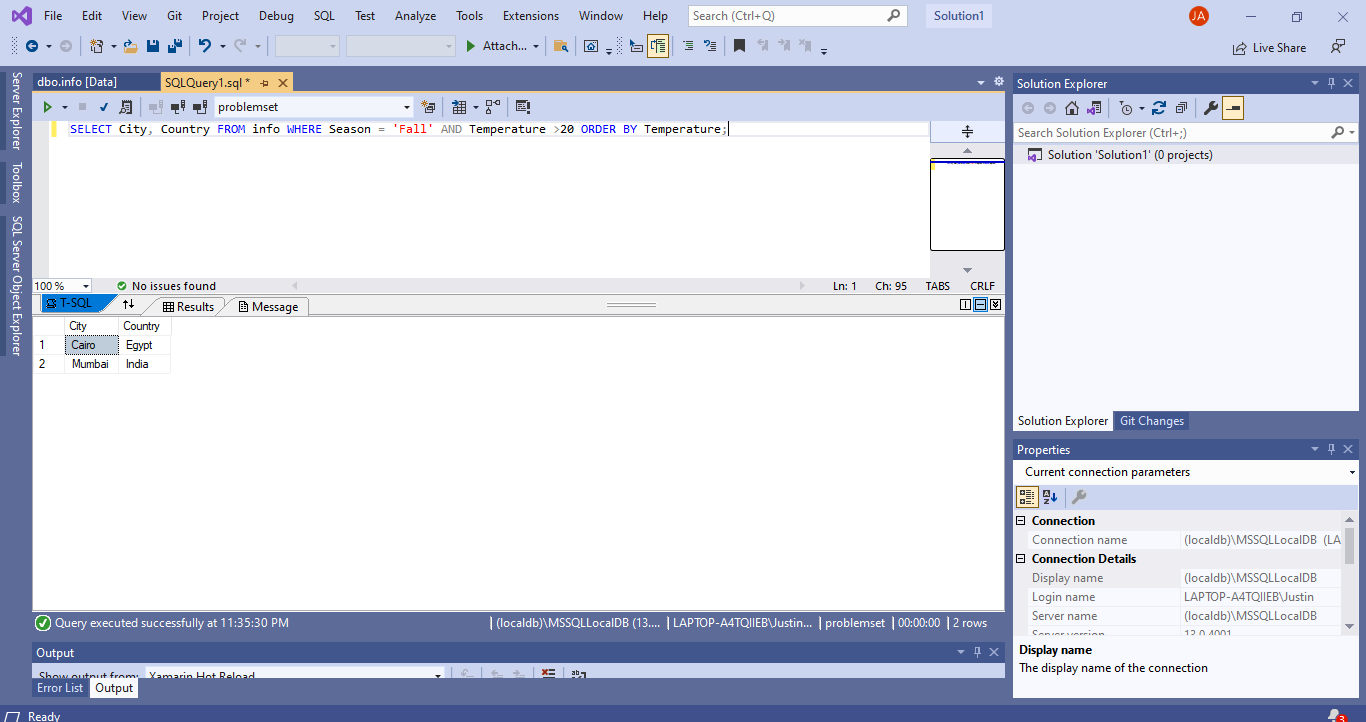 File Edit View Git Project Debug SQL Test Analyze Tools Extensions Window Help Search (Ctrl+Q) Solution1 JA
Attach... Live Share
Server Explorer
Toolbox
SQL Server Object Explorer
dbo.info [Data] SQLQuery1.sql *
problemset
SELECT City, Country FROM info WHERE Season = 'Fall' AND Temperature >20 ORDER BY Temperature;
100 % No issues found Ln: 1 Ch: 95 TABS CRLF
T-SQL Results Message
City Country
1 Cairo Egypt
2 Mumbai India
Query executed successfully at 11:35:30 PM (localdb)\MSSQLLocalDB (13.... LAPTOP-A4TQIIEB\Justin... problemset 00:00:00 2 rows
Output
Show output from: Xamarin Hot Reload
Error List Output
Ready 3
Solution Explorer
Search Solution Explorer (Ctrl+;)
Solution 'Solution1' (0 projects)
Solution Explorer Git Changes
Properties
Current connection parameters
Connection
Connection name (localdb)\MSSQLLocalDB (LA
Connection Details
Display name (localdb)\MSSQLLocalDB
Login name LAPTOP-A4TQIIEB\Justin
Server name (localdb)\MSSQLLocalDB
Server version 13.0.4001
Display name
The display name of the connection